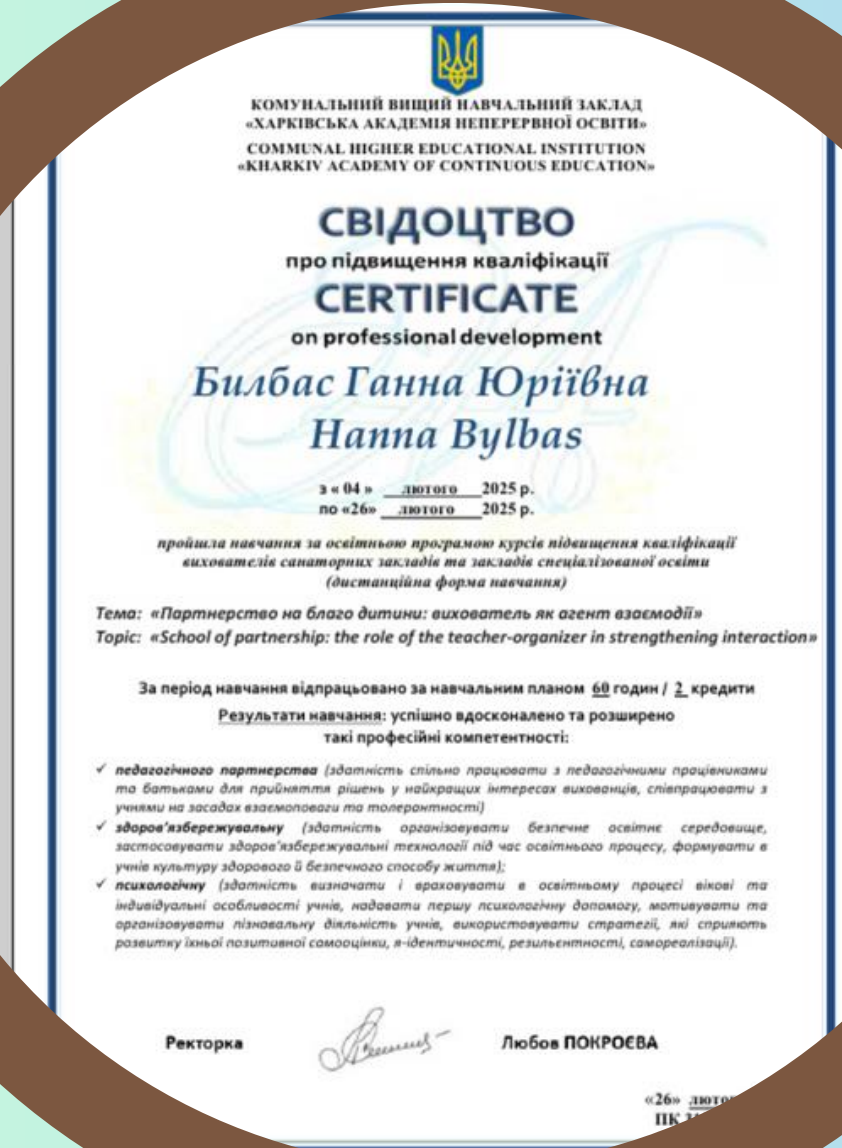 КОМУНАЛЬНИЙ ВИЩИЙ НАВЧАЛЬНИЙ ЗАКЛАД
«ХАРКІВСЬКА АКАДЕМІЯ НЕПЕРЕРВНОЇ ОСВІТИ»
COMMUNAL HIGHER EDUCATIONAL INSTITUTION
«KHARKIV ACADEMY OF CONTINUOUS EDUCATION»
СВІДОЦТВО
про підвищення кваліфікації
CERTIFICATE
on professional development
Билбас Ганна Юріївна
Hanna Bylbas
з « 04 » лютого 2025 р.
по «26» лютого 2025 р.
пройшла навчання за освітньою програмою курсів підвищення кваліфікації
вихователів санаторних закладів та закладів спеціалізованої освіти
(дистанційна форма навчання)
Тема: «Партнерство на благо дитини: вихователь як агент взаємодії»
Topic: «School of partnership: the role of the teacher-organizer in strengthening interaction»
За період навчання відпрацьовано за навчальним планом 60 годин / 2 кредити
Результати навчання: успішно вдосконалено та розширено
такі професійні компетентності:
✓ педагогічного партнерства (здатність спільно працювати з педагогічними працівниками
та батьками для прийняття рішень у найкращих інтересах вихованців, співпрацювати з
учнями на засадах взаємоповаги та толерантності)
✓ здоров'язбережувальну (здатність організовувати безпечне освітнє середовище,
застосовувати здоров'язбережувальні технології під час освітнього процесу, формувати в
учнів культуру здорового й безпечного способу життя);
✓ психологічну (здатність визначати і враховувати в освітньому процесі вікові та
індивідуальні особливості учнів, надавати першу психологічну допомогу, мотивувати та
організовувати пізнавальну діяльність учнів, використовувати стратегії, які сприяють
розвитку їхньої позитивної самооцінки, я-ідентичності, резильєнтності, самореалізації).
Ректорка Любов ПОКРОЄВА
«26»
ПК